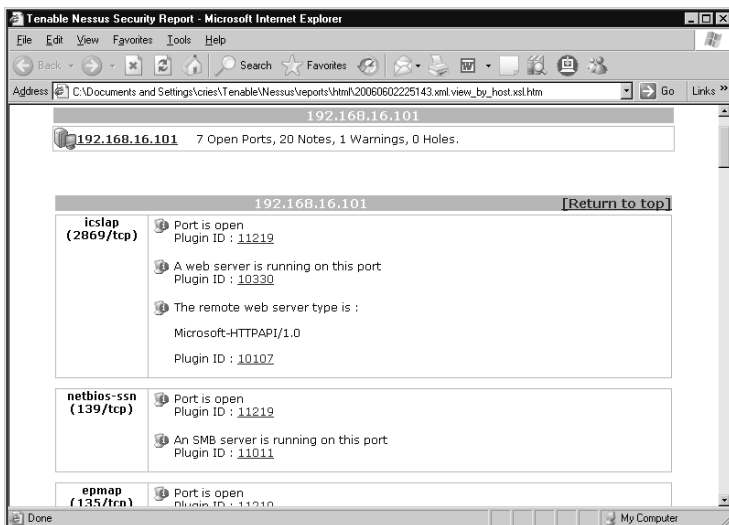 Tenable Nessus Security Report - Microsoft Internet Explorer
File Edit View Favorites Tools Help
Back Search Favorites
Address C:\Documents and Settings\cries\Tenable\Nessus\reports\html\20060602225143.xml.view_by_host.xsl.htm Go Links »
192.168.16.101
192.168.16.101 7 Open Ports, 20 Notes, 1 Warnings, 0 Holes.
192.168.16.101 [Return to top]
icslap
(2869/tcp)
Port is open
Plugin ID : 11219
A web server is running on this port
Plugin ID : 10330
The remote web server type is :
Microsoft-HTTPAPI/1.0
Plugin ID : 10107
netbios-ssn
(139/tcp)
Port is open
Plugin ID : 11219
An SMB server is running on this port
Plugin ID : 11011
epmap
(135/tcp)
Port is open
Plugin ID : 11219
Done My Computer